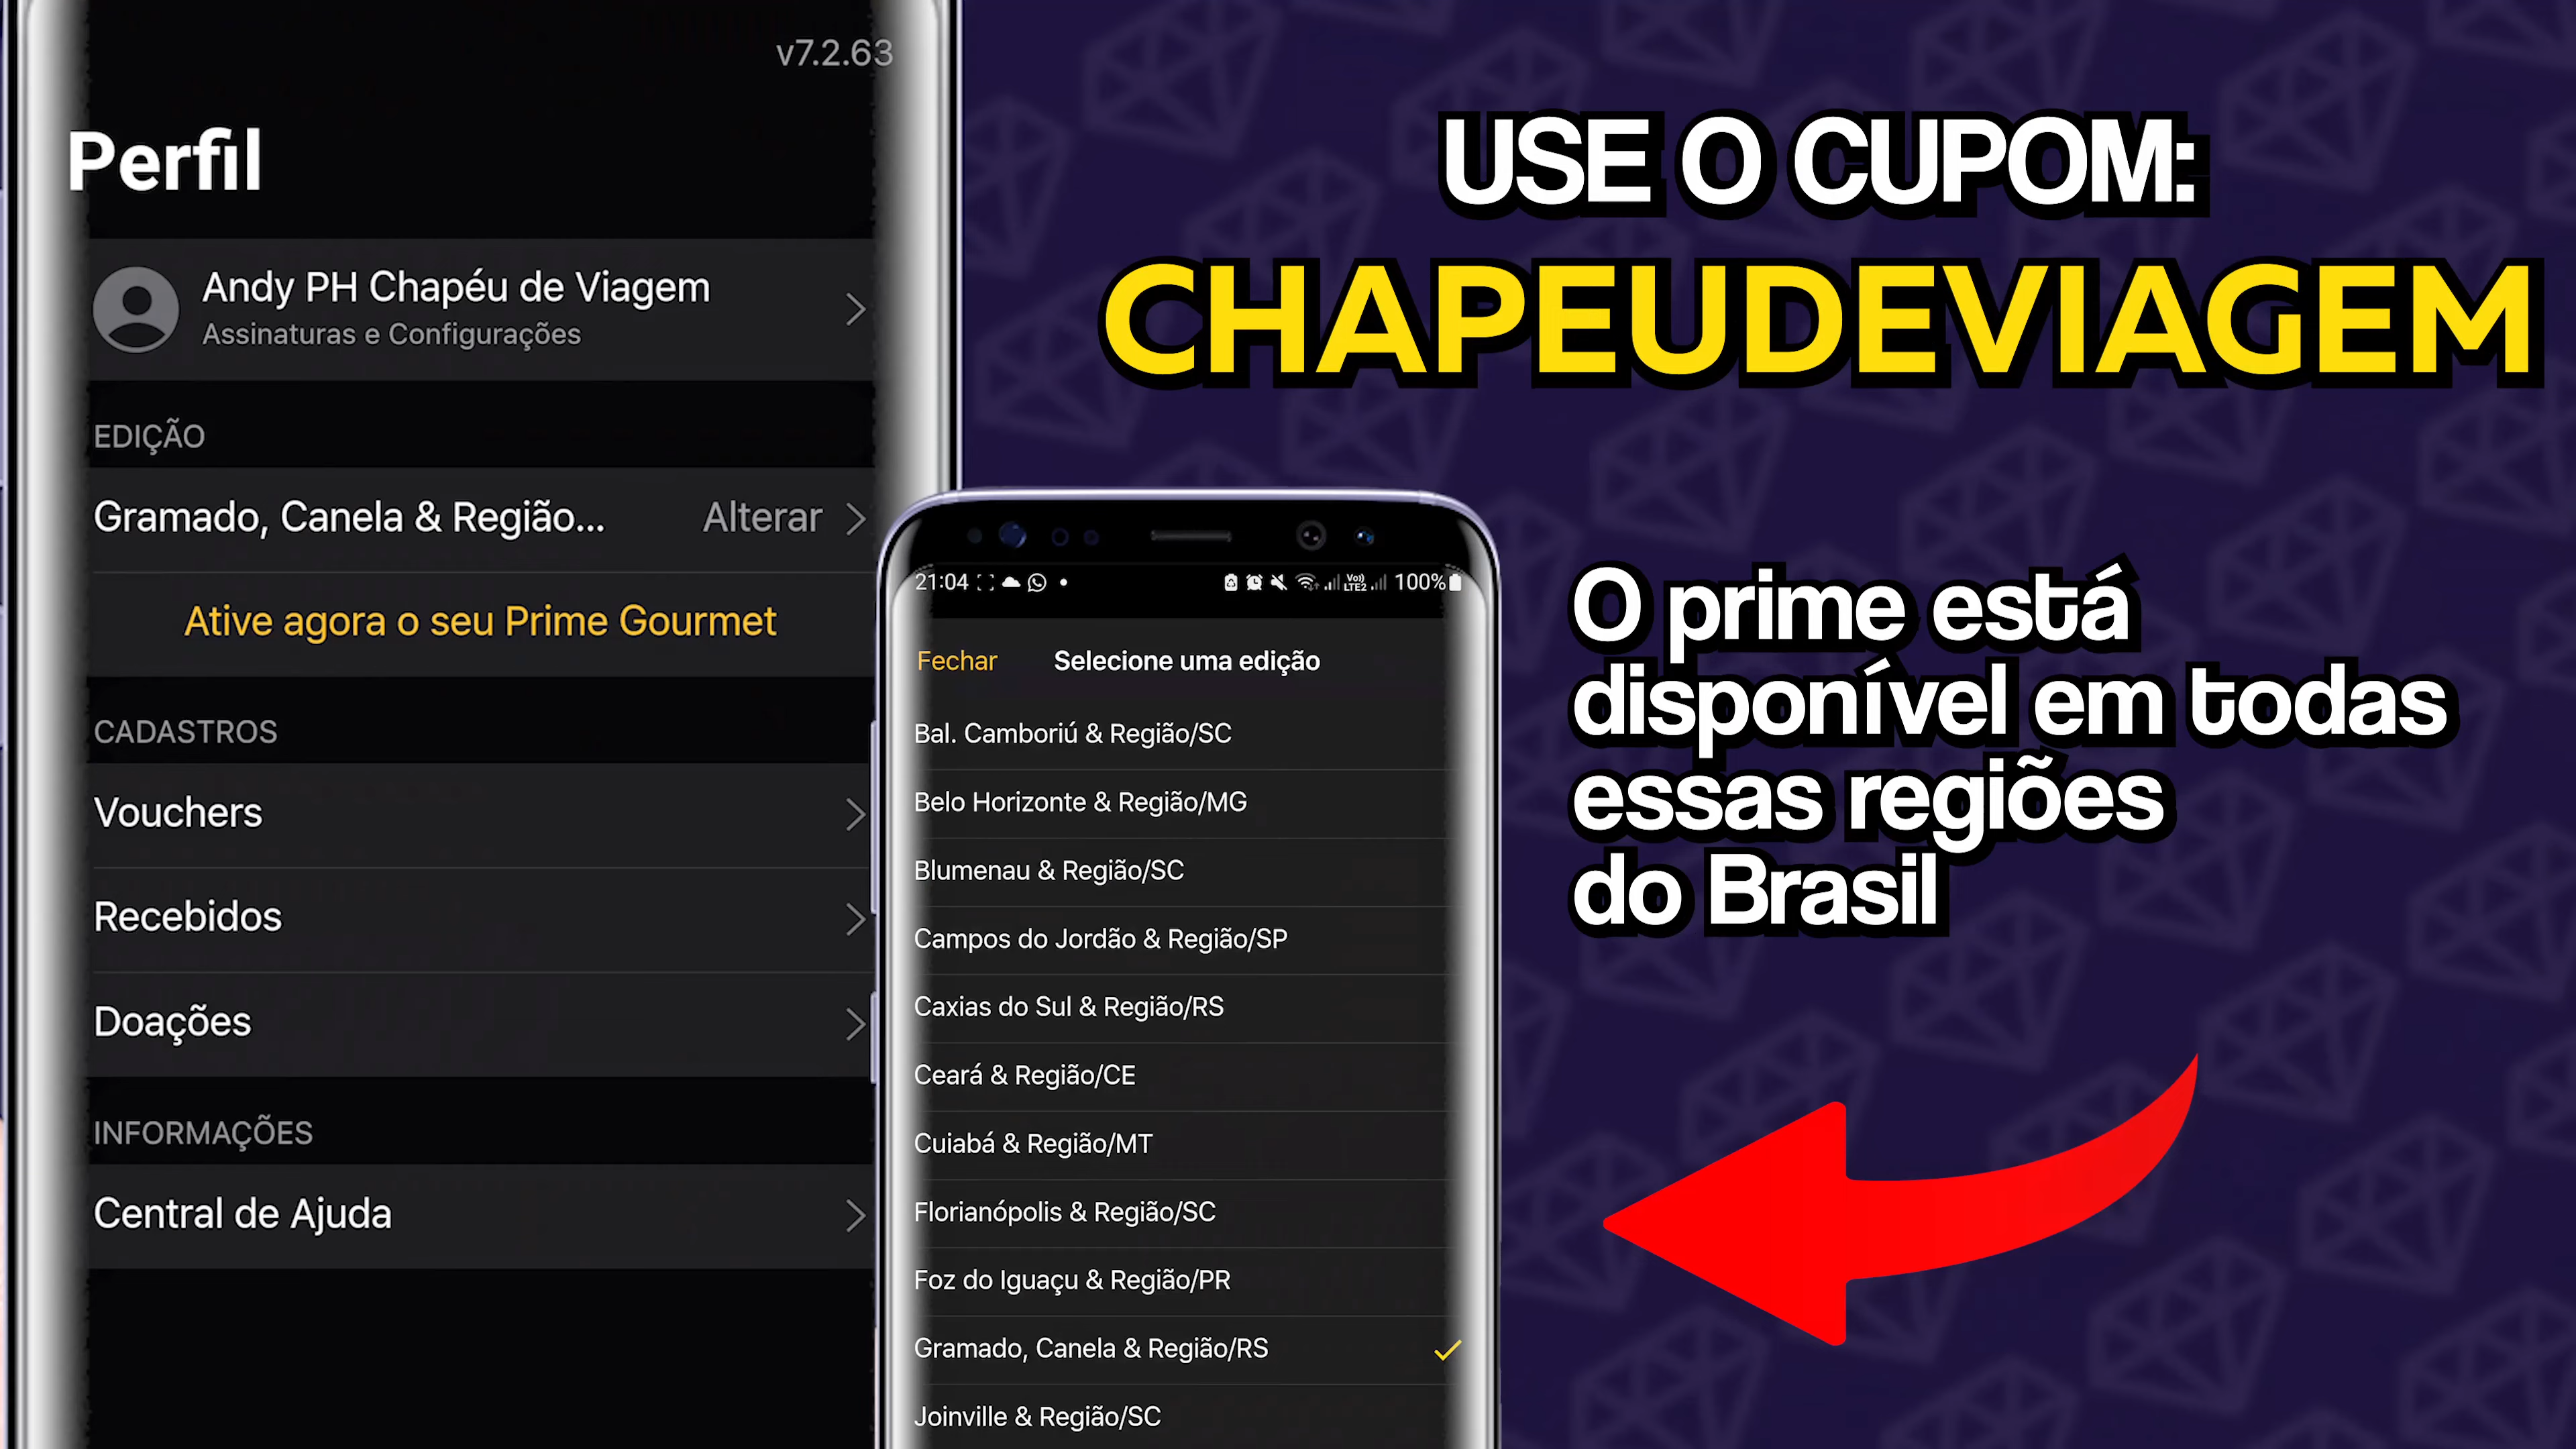 v7.2.63
Perfil
Andy PH Chapéu de Viagem
Assinaturas e Configurações
EDIÇÃO
Gramado, Canela & Região... Alterar
Ative agora o seu Prime Gourmet
CADASTROS
Vouchers
Recebidos
Doações
INFORMAÇÕES
Central de Ajuda
21:04 100%
Vo))
LTE2
Fechar Selecione uma edição
Bal. Camboriú & Região/SC
Belo Horizonte & Região/MG
Blumenau & Região/SC
Campos do Jordão & Região/SP
Caxias do Sul & Região/RS
Ceará & Região/CE
Cuiabá & Região/MT
Florianópolis & Região/SC
Foz do Iguaçu & Região/PR
Gramado, Canela & Região/RS
Joinville & Região/SC
USE O CUPOM:
CHAPEUDEVIAGEM
O prime está
disponível em todas
essas regiões
do Brasil